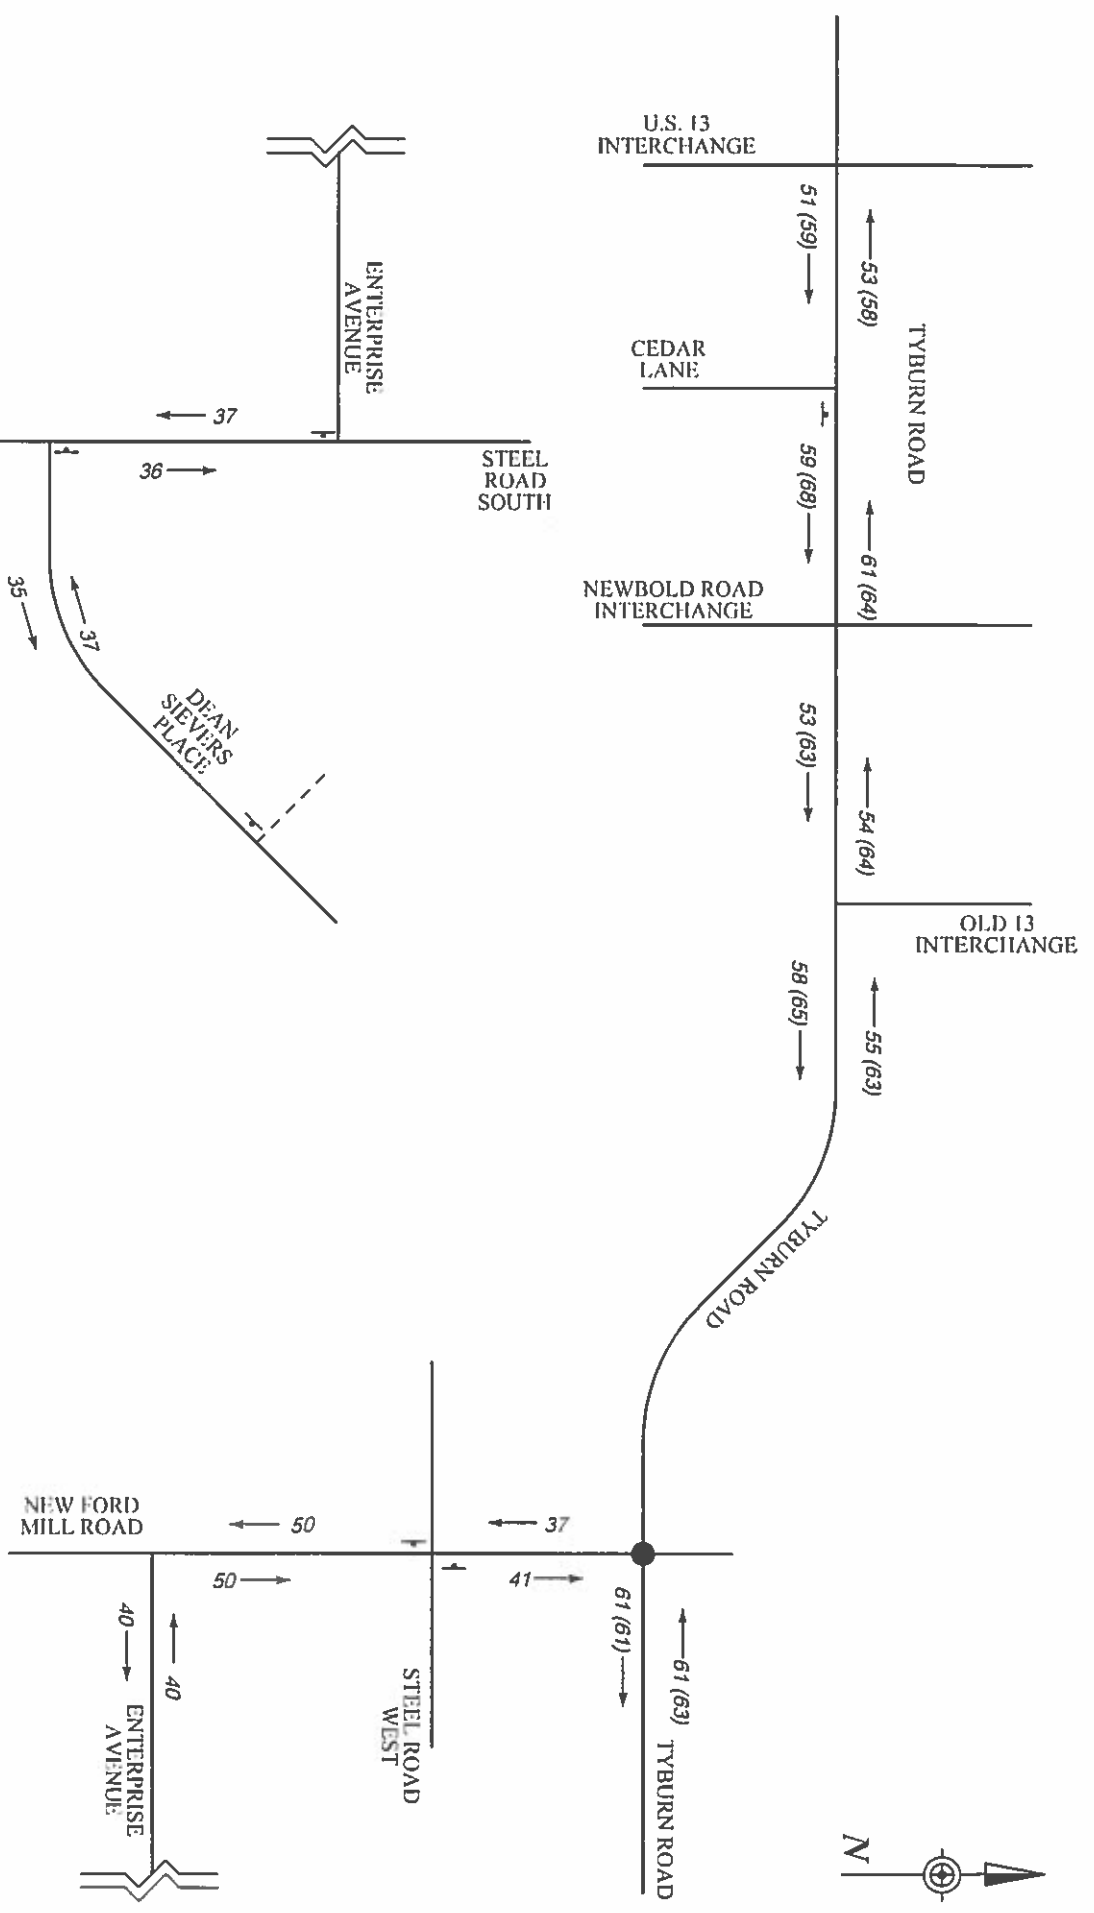 U.S. 13
INTERCHANGE
51 (59)
53 (58)
TYBURN ROAD
CEDAR
LANE
59 (68)
61 (64)
NEWBOLD ROAD
INTERCHANGE
53 (63)
54 (64)
OLD 13
INTERCHANGE
58 (65)
55 (63)
TYBURN ROAD
ENTERPRISE
AVENUE
37
36
STEEL
ROAD
SOUTH
35
37
DEAN
SIEVERS
PLACE
NEW FORD
MILL ROAD
50
50
37
41
61 (61)
61 (63)
TYBURN ROAD
STEEL ROAD
WEST
40
40
ENTERPRISE
AVENUE
N